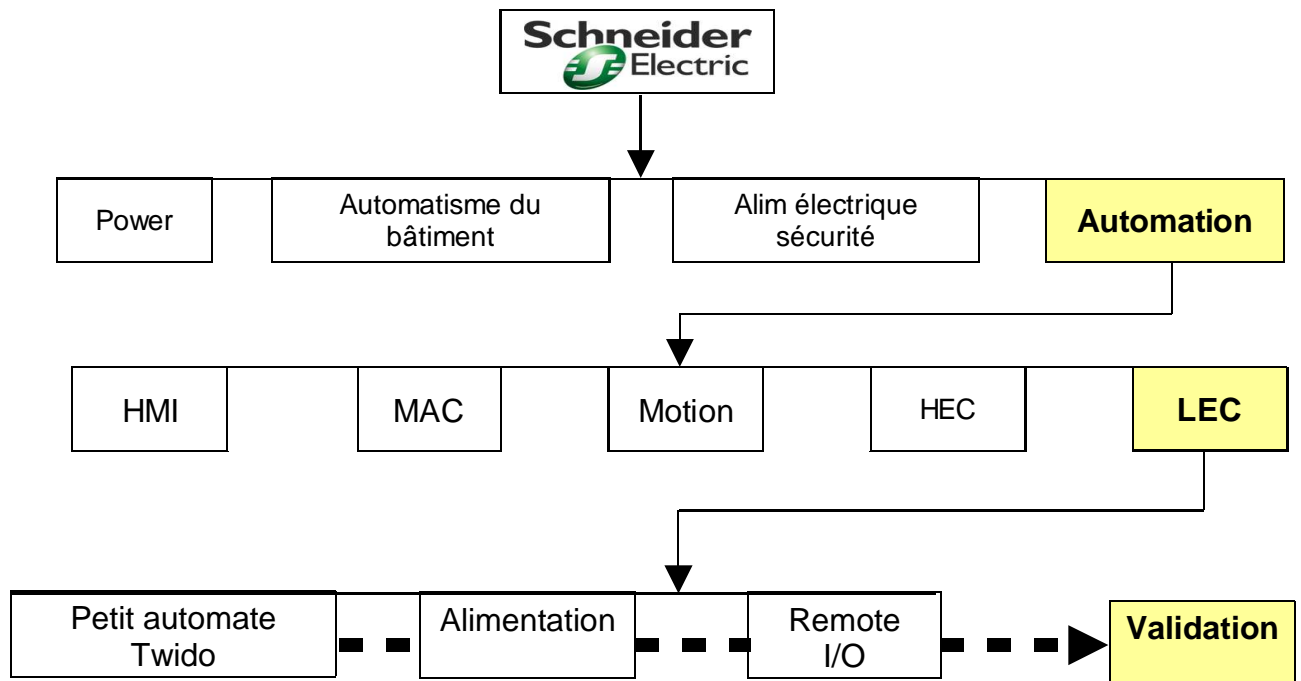 Schneider
Electric
Power
Automatisme du
bâtiment
Alim électrique
sécurité
Automation
HMI
MAC
Motion
HEC
LEC
Petit automate
Twido
Alimentation
Remote
I/O
Validation